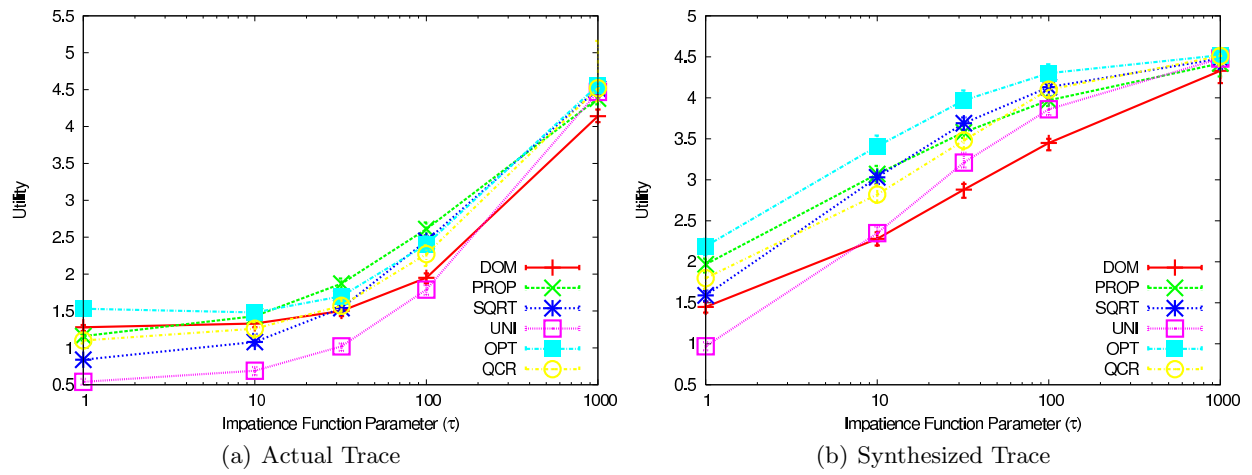 5.5
5
4.5
4
3.5
3
2.5
2
1.5
1
0.5
Utility
DOM
PROP
SQRT
UNI
OPT
QCR
1
10
100
1000
Impatience Function Parameter (τ)
(a) Actual Trace
5
4.5
4
3.5
3
2.5
2
1.5
1
0.5
Utility
DOM
PROP
SQRT
UNI
OPT
QCR
1
10
100
1000
Impatience Function Parameter (τ)
(b) Synthesized Trace